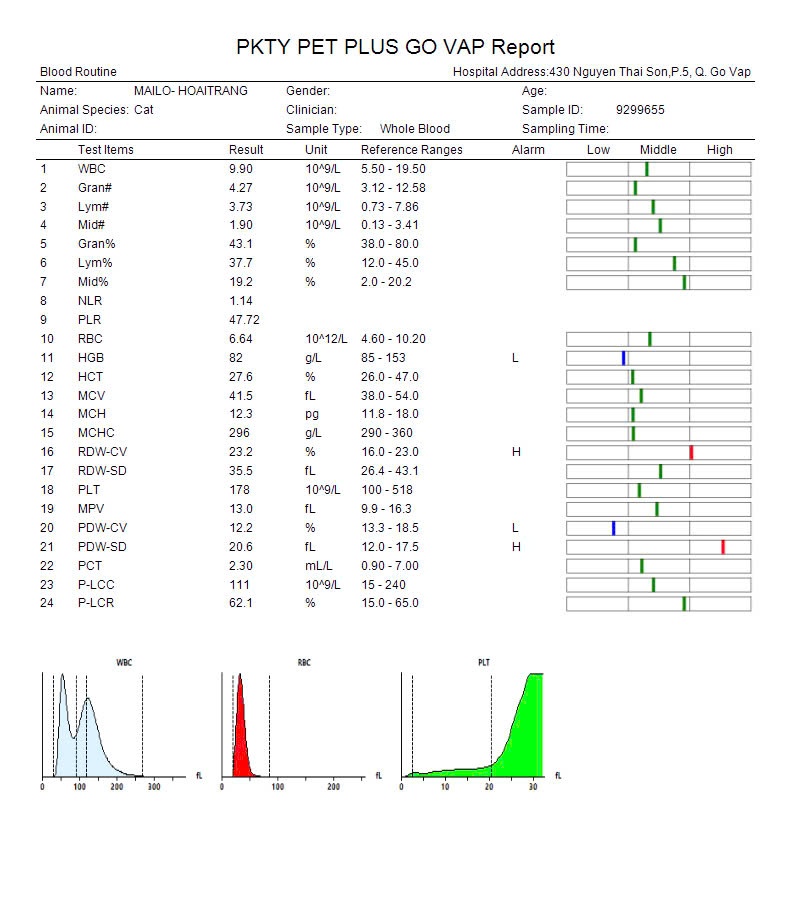 PKTY PET PLUS GO VAP Report
Blood Routine Hospital Address:430 Nguyen Thai Son,P.5, Q. Go Vap
Name: MAILO- HOAITRANG Gender: Age:
Animal Species: Cat Clinician: Sample ID: 9299655
Animal ID: Sample Type: Whole Blood Sampling Time:
Test Items Result Unit Reference Ranges Alarm Low Middle High
1 WBC 9.90 10^9/L 5.50 - 19.50
2 Gran# 4.27 10^9/L 3.12 - 12.58
3 Lym# 3.73 10^9/L 0.73 - 7.86
4 Mid# 1.90 10^9/L 0.13 - 3.41
5 Gran% 43.1 % 38.0 - 80.0
6 Lym% 37.7 % 12.0 - 45.0
7 Mid% 19.2 % 2.0 - 20.2
8 NLR 1.14
9 PLR 47.72
10 RBC 6.64 10^12/L 4.60 - 10.20
11 HGB 82 g/L 85 - 153 L
12 HCT 27.6 % 26.0 - 47.0
13 MCV 41.5 fL 38.0 - 54.0
14 MCH 12.3 pg 11.8 - 18.0
15 MCHC 296 g/L 290 - 360
16 RDW-CV 23.2 % 16.0 - 23.0 H
17 RDW-SD 35.5 fL 26.4 - 43.1
18 PLT 178 10^9/L 100 - 518
19 MPV 13.0 fL 9.9 - 16.3
20 PDW-CV 12.2 % 13.3 - 18.5 L
21 PDW-SD 20.6 fL 12.0 - 17.5 H
22 PCT 2.30 mL/L 0.90 - 7.00
23 P-LCC 111 10^9/L 15 - 240
24 P-LCR 62.1 % 15.0 - 65.0
WBC RBC PLT
fL fL fL
0 100 200 300 0 100 200 0 10 20 30